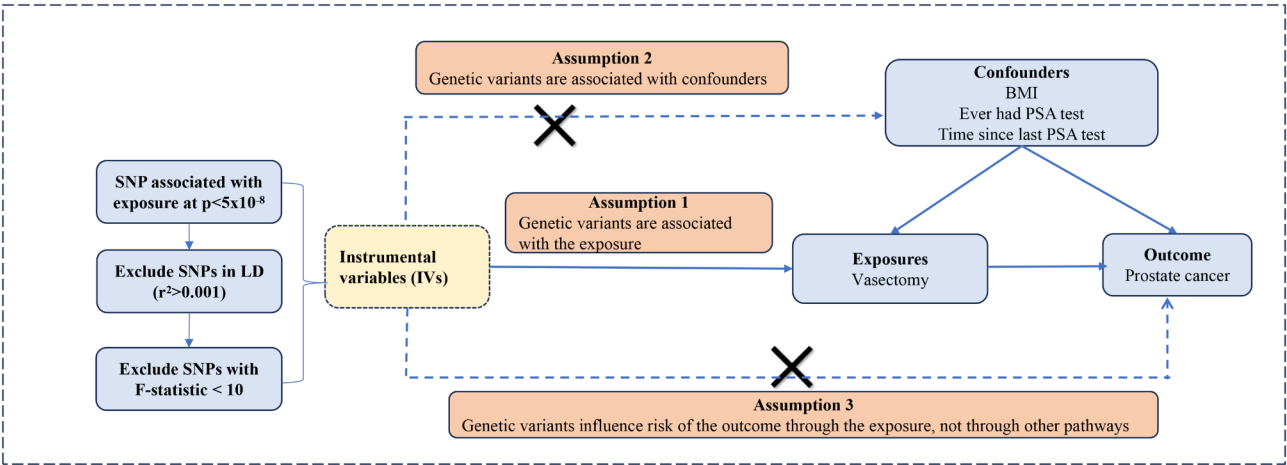 Assumption 2
Genetic variants are associated with confounders
Confounders
BMI
Ever had PSA test
Time since last PSA test
SNP associated with
exposure at p<5x10⁻⁸
Exclude SNPs in LD
(r²>0.001)
Exclude SNPs with
F-statistic < 10
Instrumental
variables (IVs)
Assumption 1
Genetic variants are associated
with the exposure
Exposures
Vasectomy
Outcome
Prostate cancer
Assumption 3
Genetic variants influence risk of the outcome through the exposure, not through other pathways